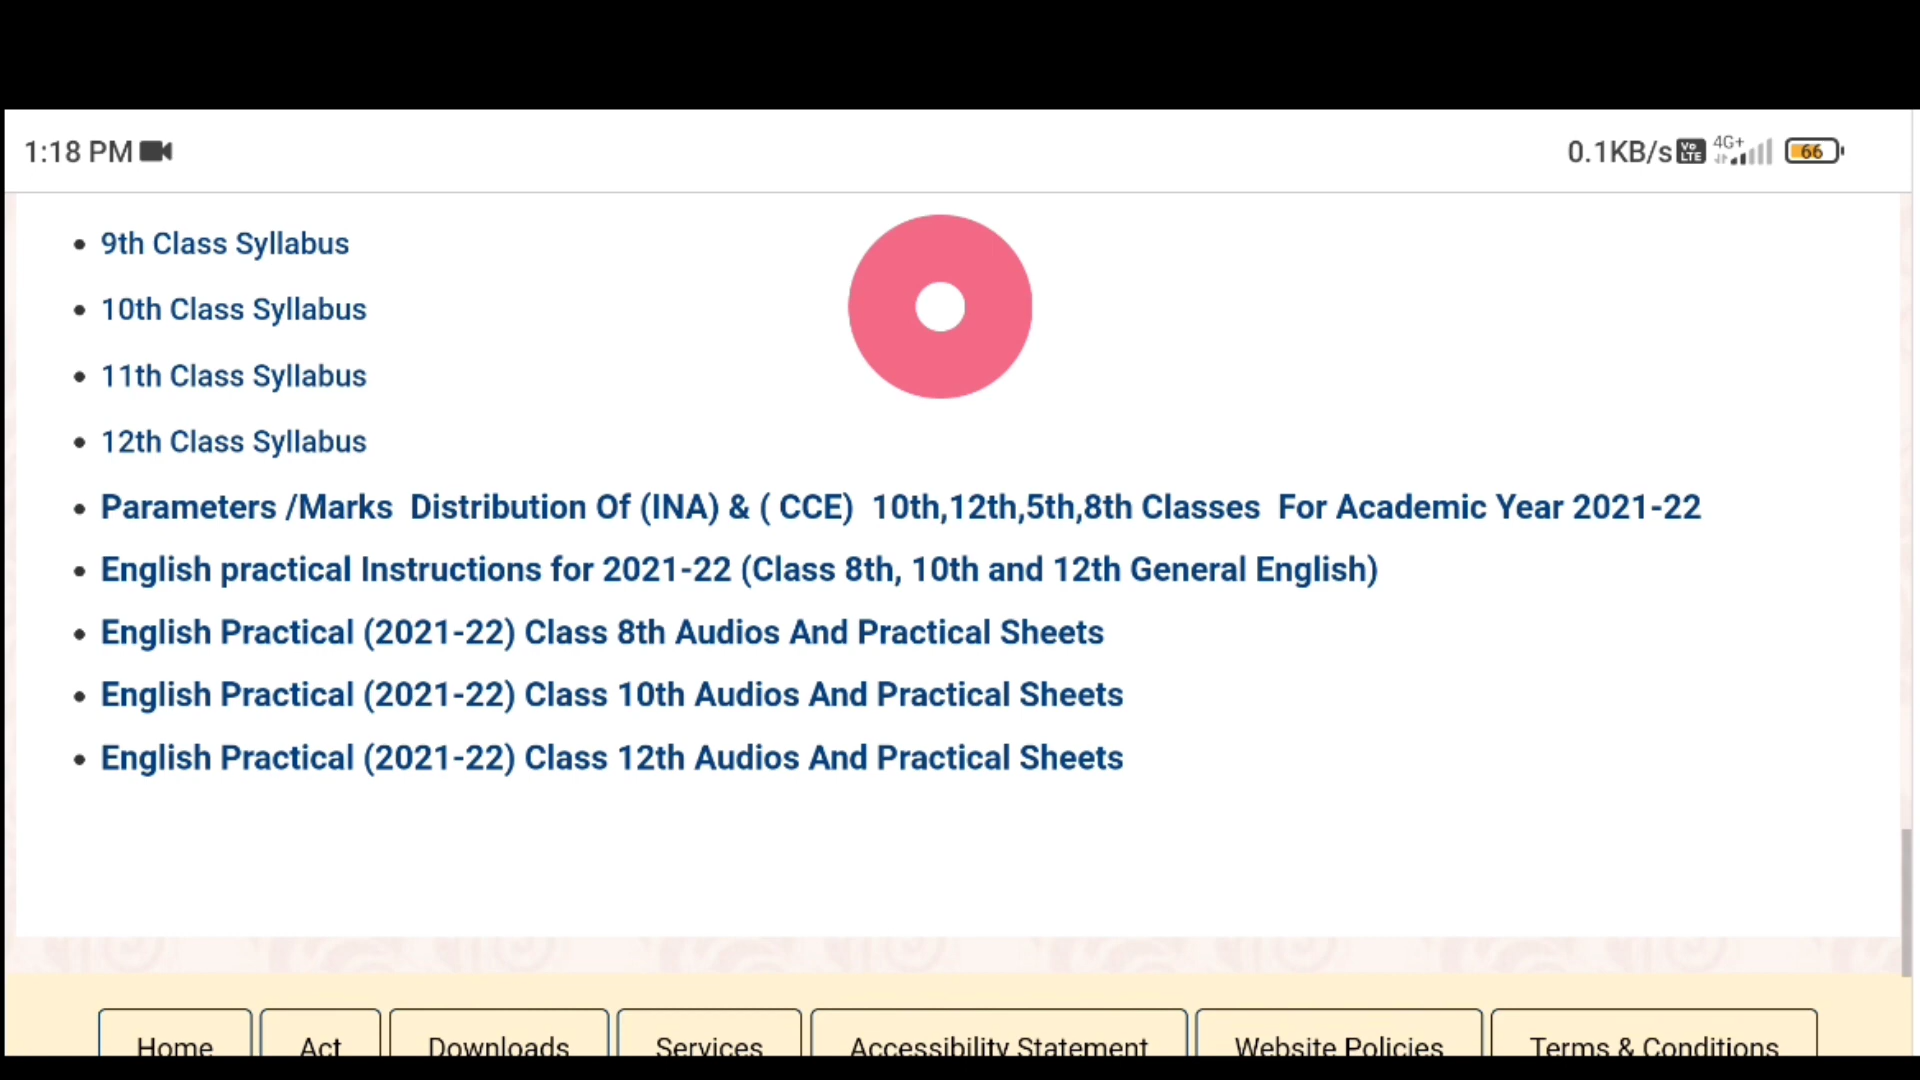 1:18 PM 0.1KB/s Vo LTE 4G+ 66
9th Class Syllabus
10th Class Syllabus
11th Class Syllabus
12th Class Syllabus
Parameters /Marks Distribution Of (INA) & ( CCE) 10th,12th,5th,8th Classes For Academic Year 2021-22
English practical Instructions for 2021-22 (Class 8th, 10th and 12th General English)
English Practical (2021-22) Class 8th Audios And Practical Sheets
English Practical (2021-22) Class 10th Audios And Practical Sheets
English Practical (2021-22) Class 12th Audios And Practical Sheets
Home Act Downloads Services Accessibility Statement Website Policies Terms & Conditions